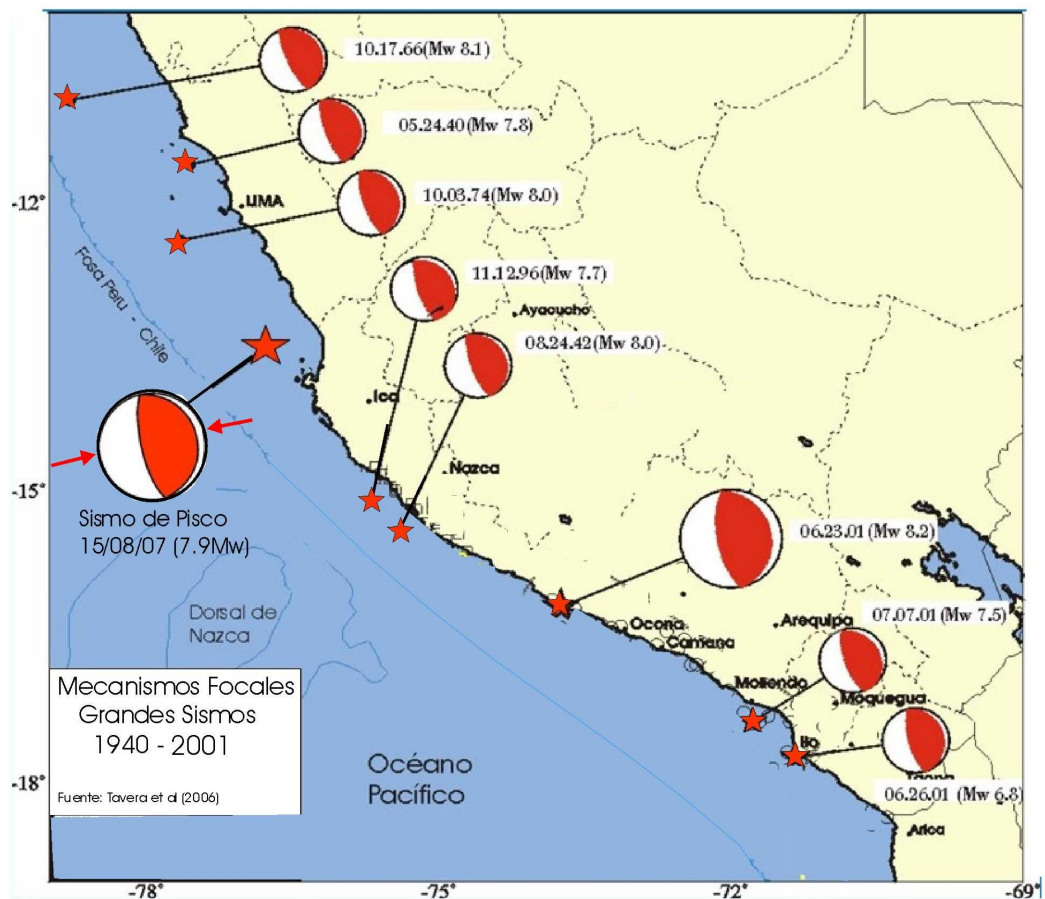 10.17.66(Mw 8.1)
05.24.40(Mw 7.8)
-12°
LIMA
10.03.74(Mw 8.0)
11.12.96(Mw 7.7)
Fosa Peru - Chile
Ayacucho
08.24.42(Mw 8.0)
Ica
Nazca
-15°
Sismo de Pisco
15/08/07 (7.9Mw)
06.23.01 (Mw 8.2)
Dorsal de
Nazca
07.07.01 (Mw 7.5)
Ocona
Arequipa
Camana
Mecanismos Focales
Grandes Sismos
1940 - 2001
Fuente: Tavera et al (2006)
Mollendo
Moquegua
Ilo
Océano
Pacífico
-18°
Tacna
06.26.01 (Mw 6.8)
Arica
-78°
-75°
-72°
-69°